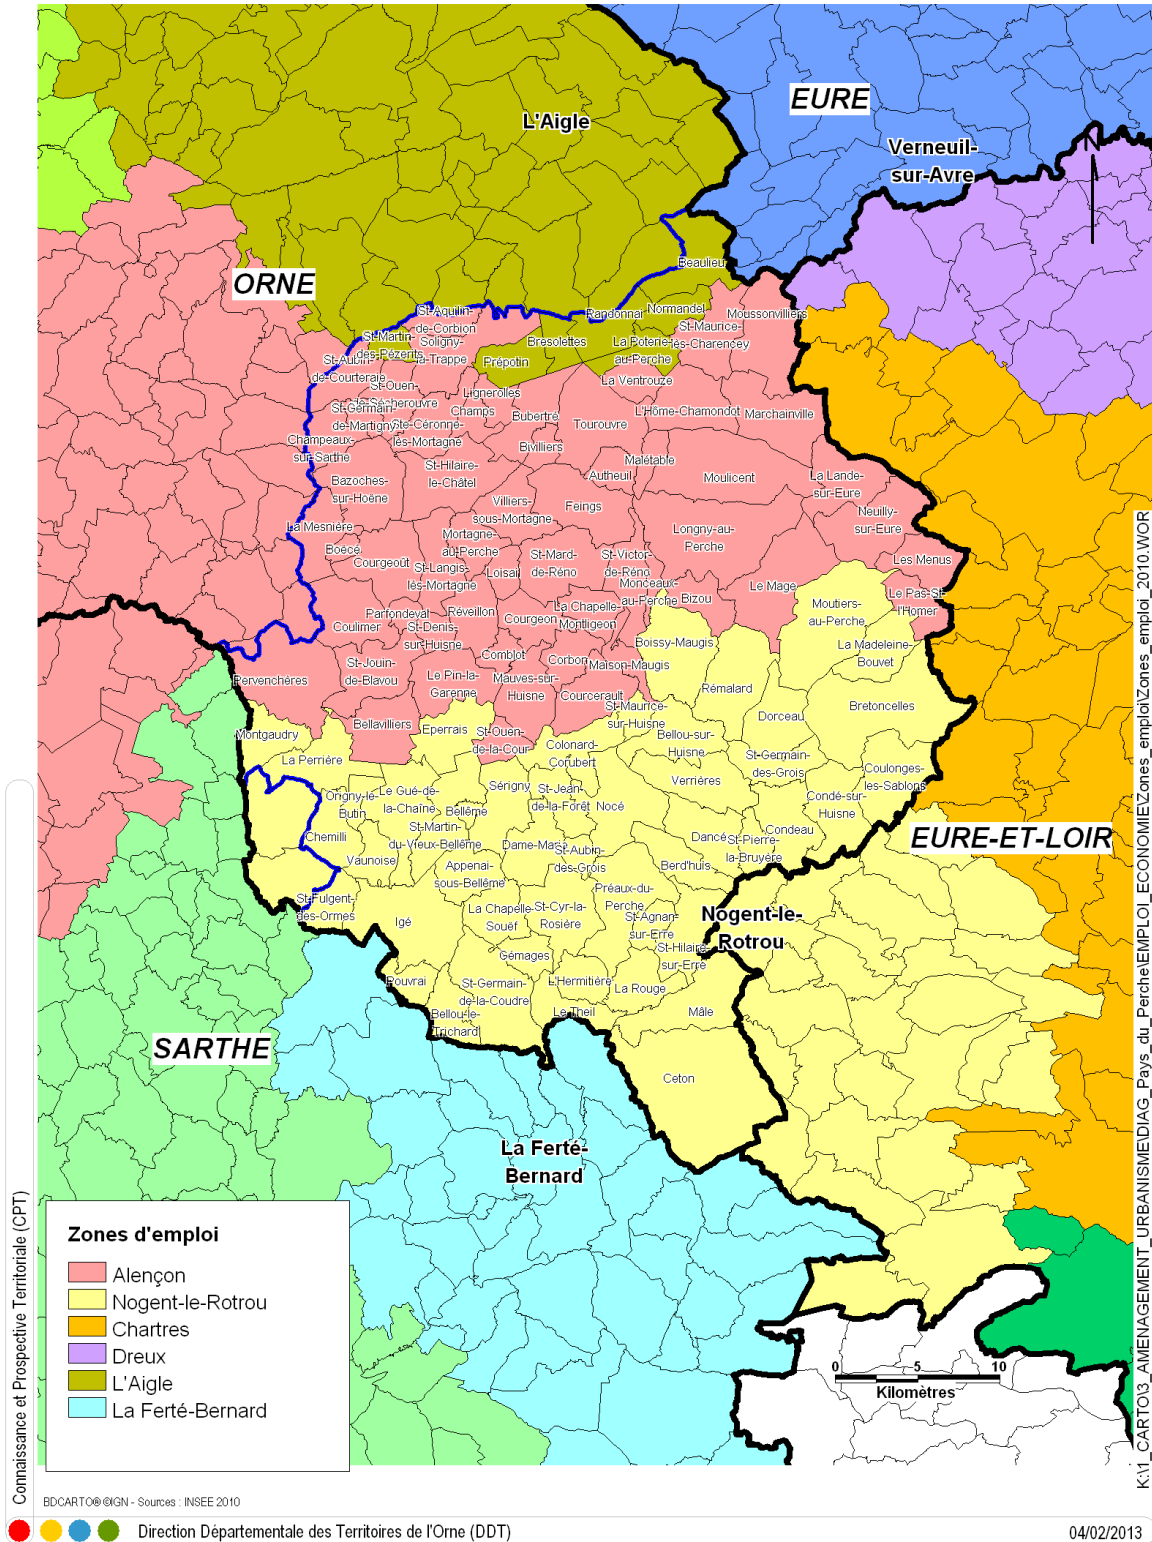 EURE
L'Aigle
Verneuil-
sur-Avre
N
ORNE
Beaulieu
St-Aquilin-
de-Corbion
Randonnai
Normandel
Moussonvilliers
St-Maurice-
lès-Charencey
St-Martin-
des-Pézerits
Soligny-
la-Trappe
Bresolettes
La Poterie-
au-Perche
Prépotin
St-Aubin-
de-Courteraie
La Ventrouze
St-Ouen-
de-Sécherouvre
Lignerolles
St-Germain-
de-Martigny
Champs
Bubertré
L'Hôme-Chamondot
Marchainville
Ste-Céronne-
lès-Mortagne
Tourouvre
Champeaux-
sur-Sarthe
Bivilliers
St-Hilaire-
le-Châtel
Malétable
Autheuil
Moulicent
La Lande-
sur-Eure
Bazoches-
sur-Hoëne
Villiers-
sous-Mortagne
Feings
Neuilly-
sur-Eure
La Mesnière
Mortagne-
au-Perche
Longny-au-
Perche
Boëcé
Courgeoût
St-Langis-
lès-Mortagne
Loisail
St-Mard-
de-Réno
St-Victor-
de-Réno
Les Menus
Monceaux-
au-Perche
Bizou
Le Mage
Le Pas-St-
l'Homer
Parfondeval
Réveillon
Courgeon
La Chapelle-
Montligeon
Moutiers-
au-Perche
Coulimer
St-Denis-
sur-Huisne
Boissy-Maugis
La Madeleine-
Bouvet
Comblot
Corbon
Maison-Maugis
St-Jouin-
de-Blavou
Pervenchères
Le Pin-la-
Garenne
Mauves-sur-
Huisne
Courcerault
Rémalard
St-Maurice-
sur-Huisne
Bretoncelles
Dorceau
Bellavilliers
Eperrais
St-Ouen-
de-la-Cour
Montgaudry
Bellou-sur-
Huisne
Colonard-
Corubert
La Perrière
St-Germain-
des-Grois
Coulonges-
les-Sablons
Verrières
Sérigny
St-Jean-
de-la-Forêt
Nocé
Origny-le-
Butin
Le Gué-de-
la-Chaîne
Bellême
Condé-sur-
Huisne
Chemilli
St-Martin-
du-Vieux-Bellême
Dame-Marie
St-Aubin-
des-Grois
Dancé
Condeau
St-Pierre-
la-Bruyère
EURE-ET-LOIR
Vaunoise
Appenai-
sous-Bellême
Berd'huis
Préaux-du-
Perche
St-Fulgent-
des-Ormes
Igé
La Chapelle-
Souëf
St-Cyr-la-
Rosière
St-Agnan-
sur-Erre
Nogent-le-
Rotrou
Gémages
St-Hilaire-
sur-Erre
Pouvrai
St-Germain-
de-la-Coudre
L'Hermitière
La Rouge
Bellou-le-
Trichard
Le Theil
Mâle
SARTHE
Ceton
La Ferté-
Bernard
Zones d'emploi
Alençon
Nogent-le-Rotrou
Chartres
Dreux
L'Aigle
La Ferté-Bernard
0 5 10
Kilomètres
Connaissance et Prospective Territoriale (CPT)
K:\1_CARTO\3_AMENAGEMENT_URBANISME\DIAG_Pays_du_Perche\EMPLOI_ECONOMIE\Zones_emploi\Zones_emploi_2010.WOR
BDCARTO® ©IGN - Sources : INSEE 2010
Direction Départementale des Territoires de l'Orne (DDT)
04/02/2013